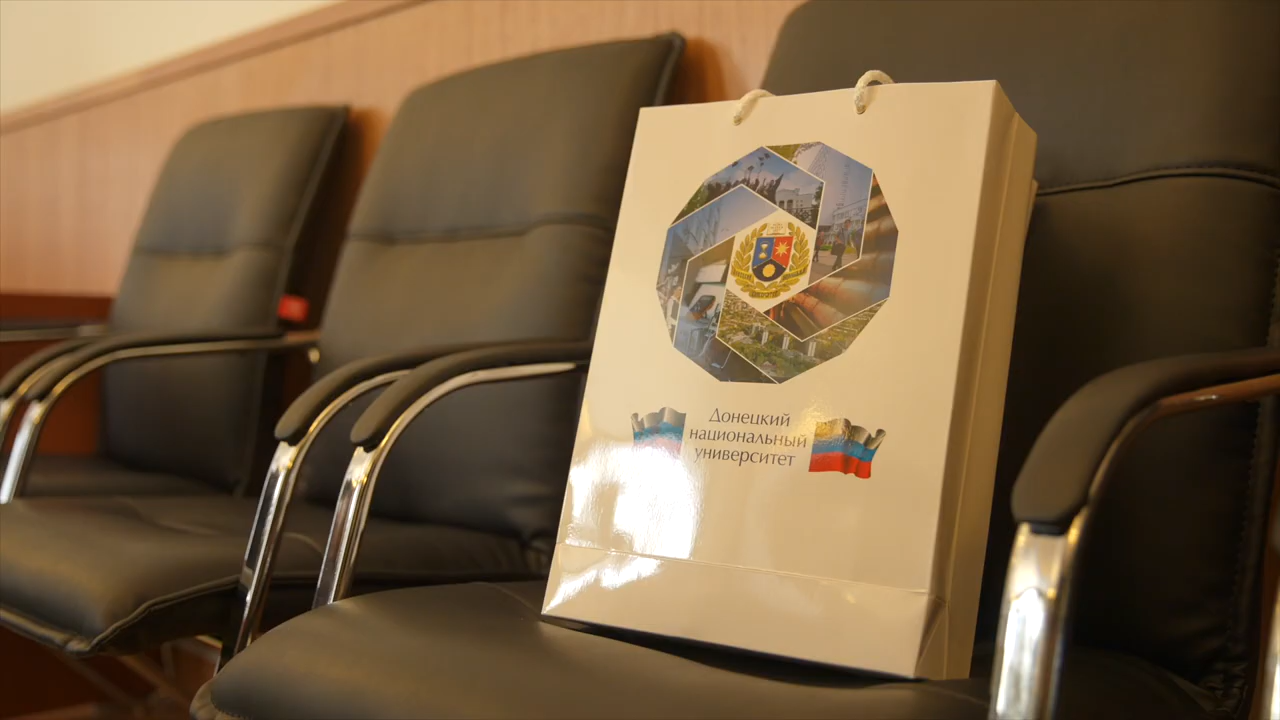 Донецкий
национальный
университет